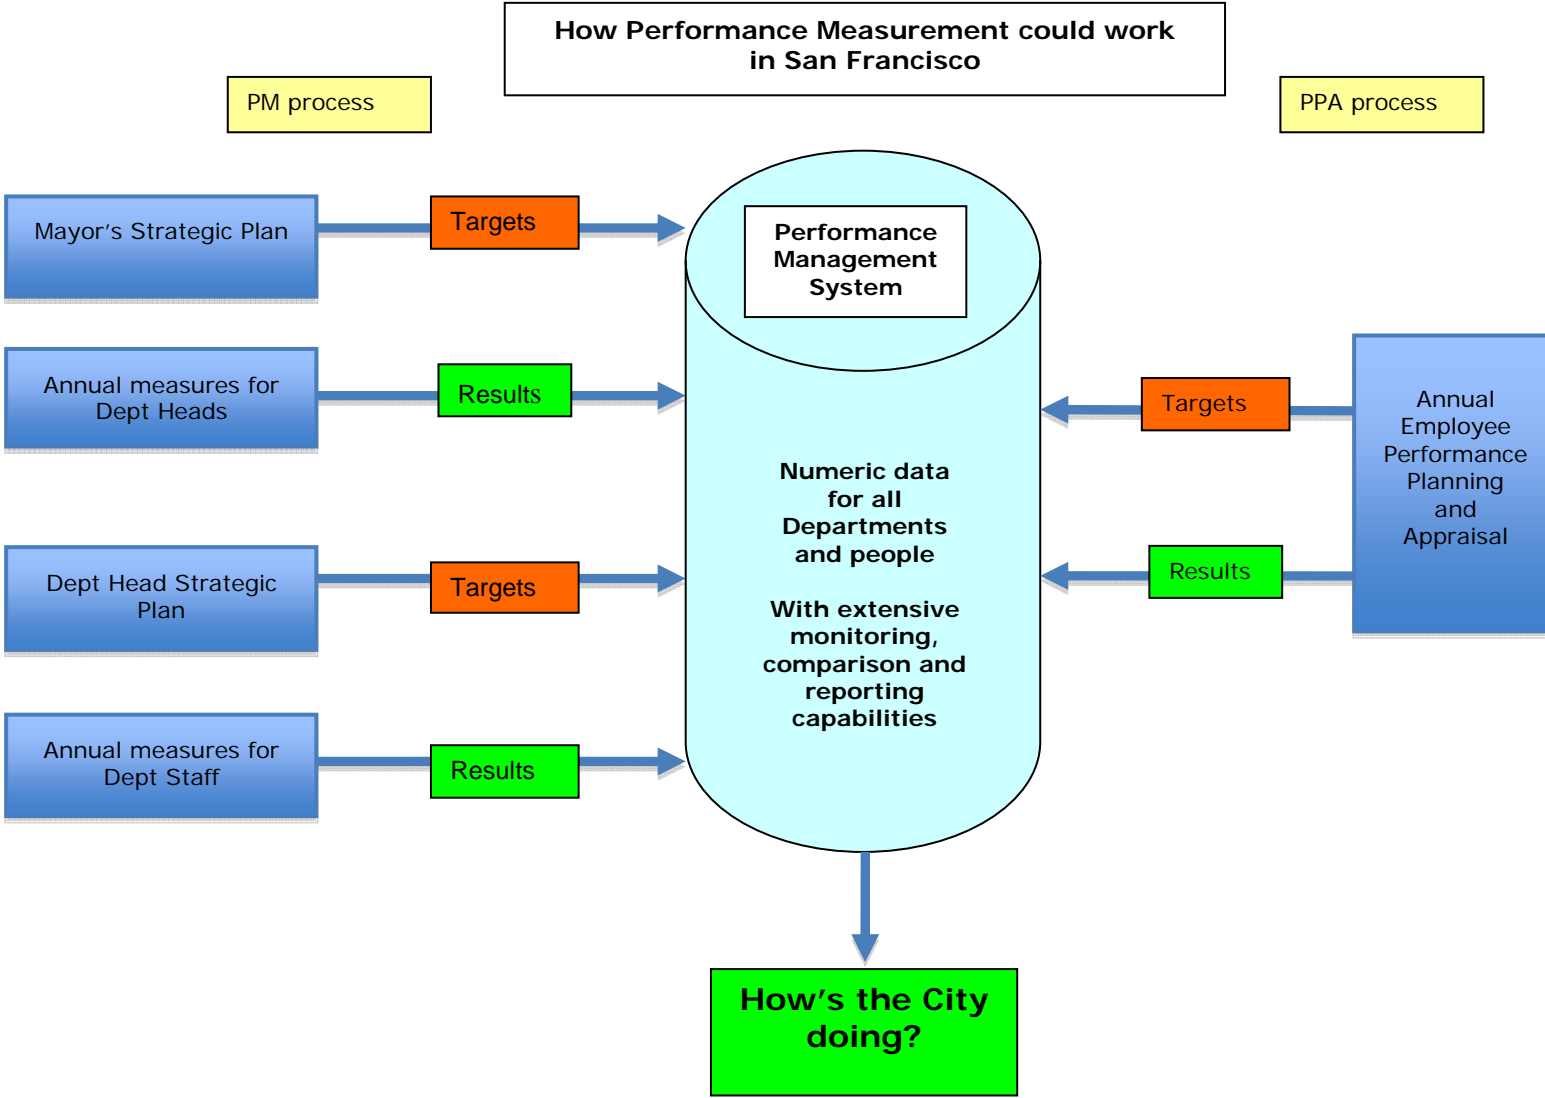 How Performance Measurement could work
in San Francisco
PM process
PPA process
Mayor's Strategic Plan
Targets
Performance
Management
System
Annual measures for
Dept Heads
Results
Numeric data
for all
Departments
and people
With extensive
monitoring,
comparison and
reporting
capabilities
Targets
Annual
Employee
Performance
Planning
and
Appraisal
Results
Dept Head Strategic
Plan
Targets
Annual measures for
Dept Staff
Results
How's the City
doing?